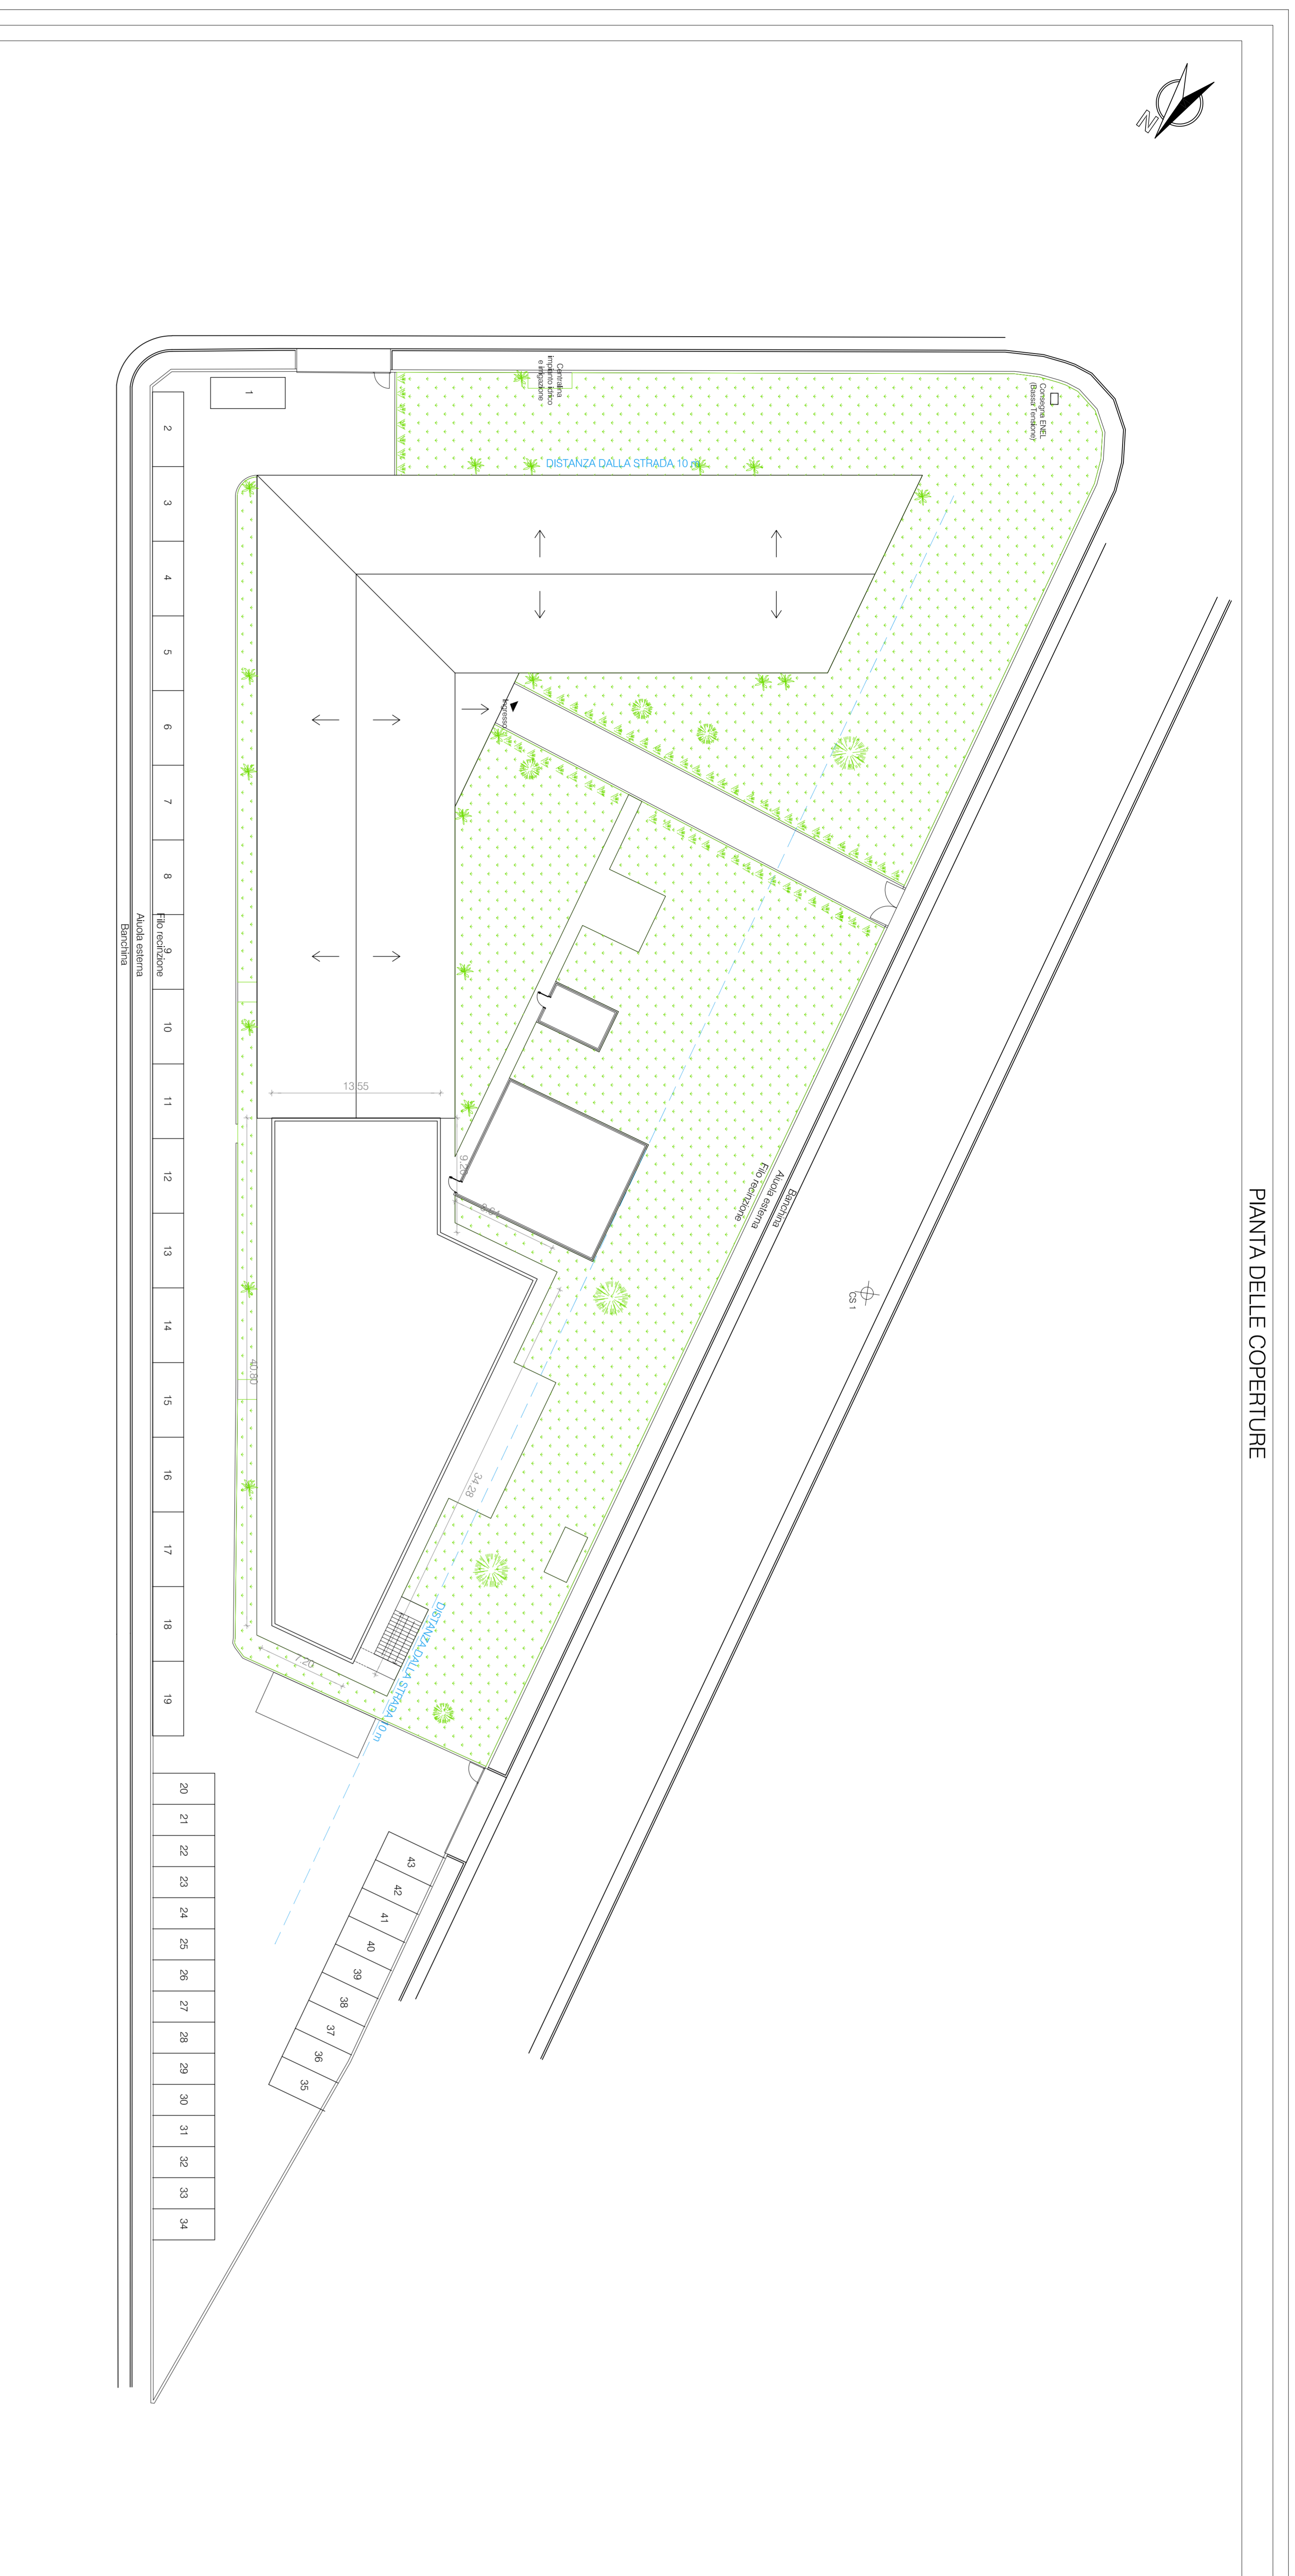 PIANTA DELLE COPERTURE
N
Consegna ENEL
(Bassa Tensione)
Centralina
impianto idrico
e irrigazione
DISTANZA DALLA STRADA 10 m
Ingresso
1
2
3
4
5
6
7
8
9
10
11
12
13
14
15
16
17
18
19
20
21
22
23
24
25
26
27
28
29
30
31
32
33
34
35
36
37
38
39
40
41
42
43
Filo recinzione
Aiuola esterna
Banchina
13.55
40.80
34.28
7.20
Banchina
Aiuola esterna
Filo recinzione
CS 1
DISTANZA DALLA STRADA 10 m